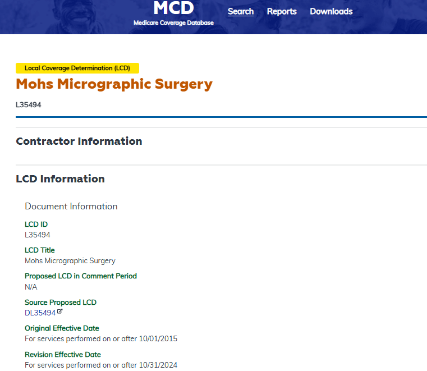 MCD
Search Reports Downloads
Medicare Coverage Database
Local Coverage Determination (LCD)
Mohs Micrographic Surgery
L35494
Contractor Information
LCD Information
Document Information
LCD ID
L35494
LCD Title
Mohs Micrographic Surgery
Proposed LCD in Comment Period
N/A
Source Proposed LCD
DL35494
Original Effective Date
For services performed on or after 10/01/2015
Revision Effective Date
For services performed on or after 10/31/2024